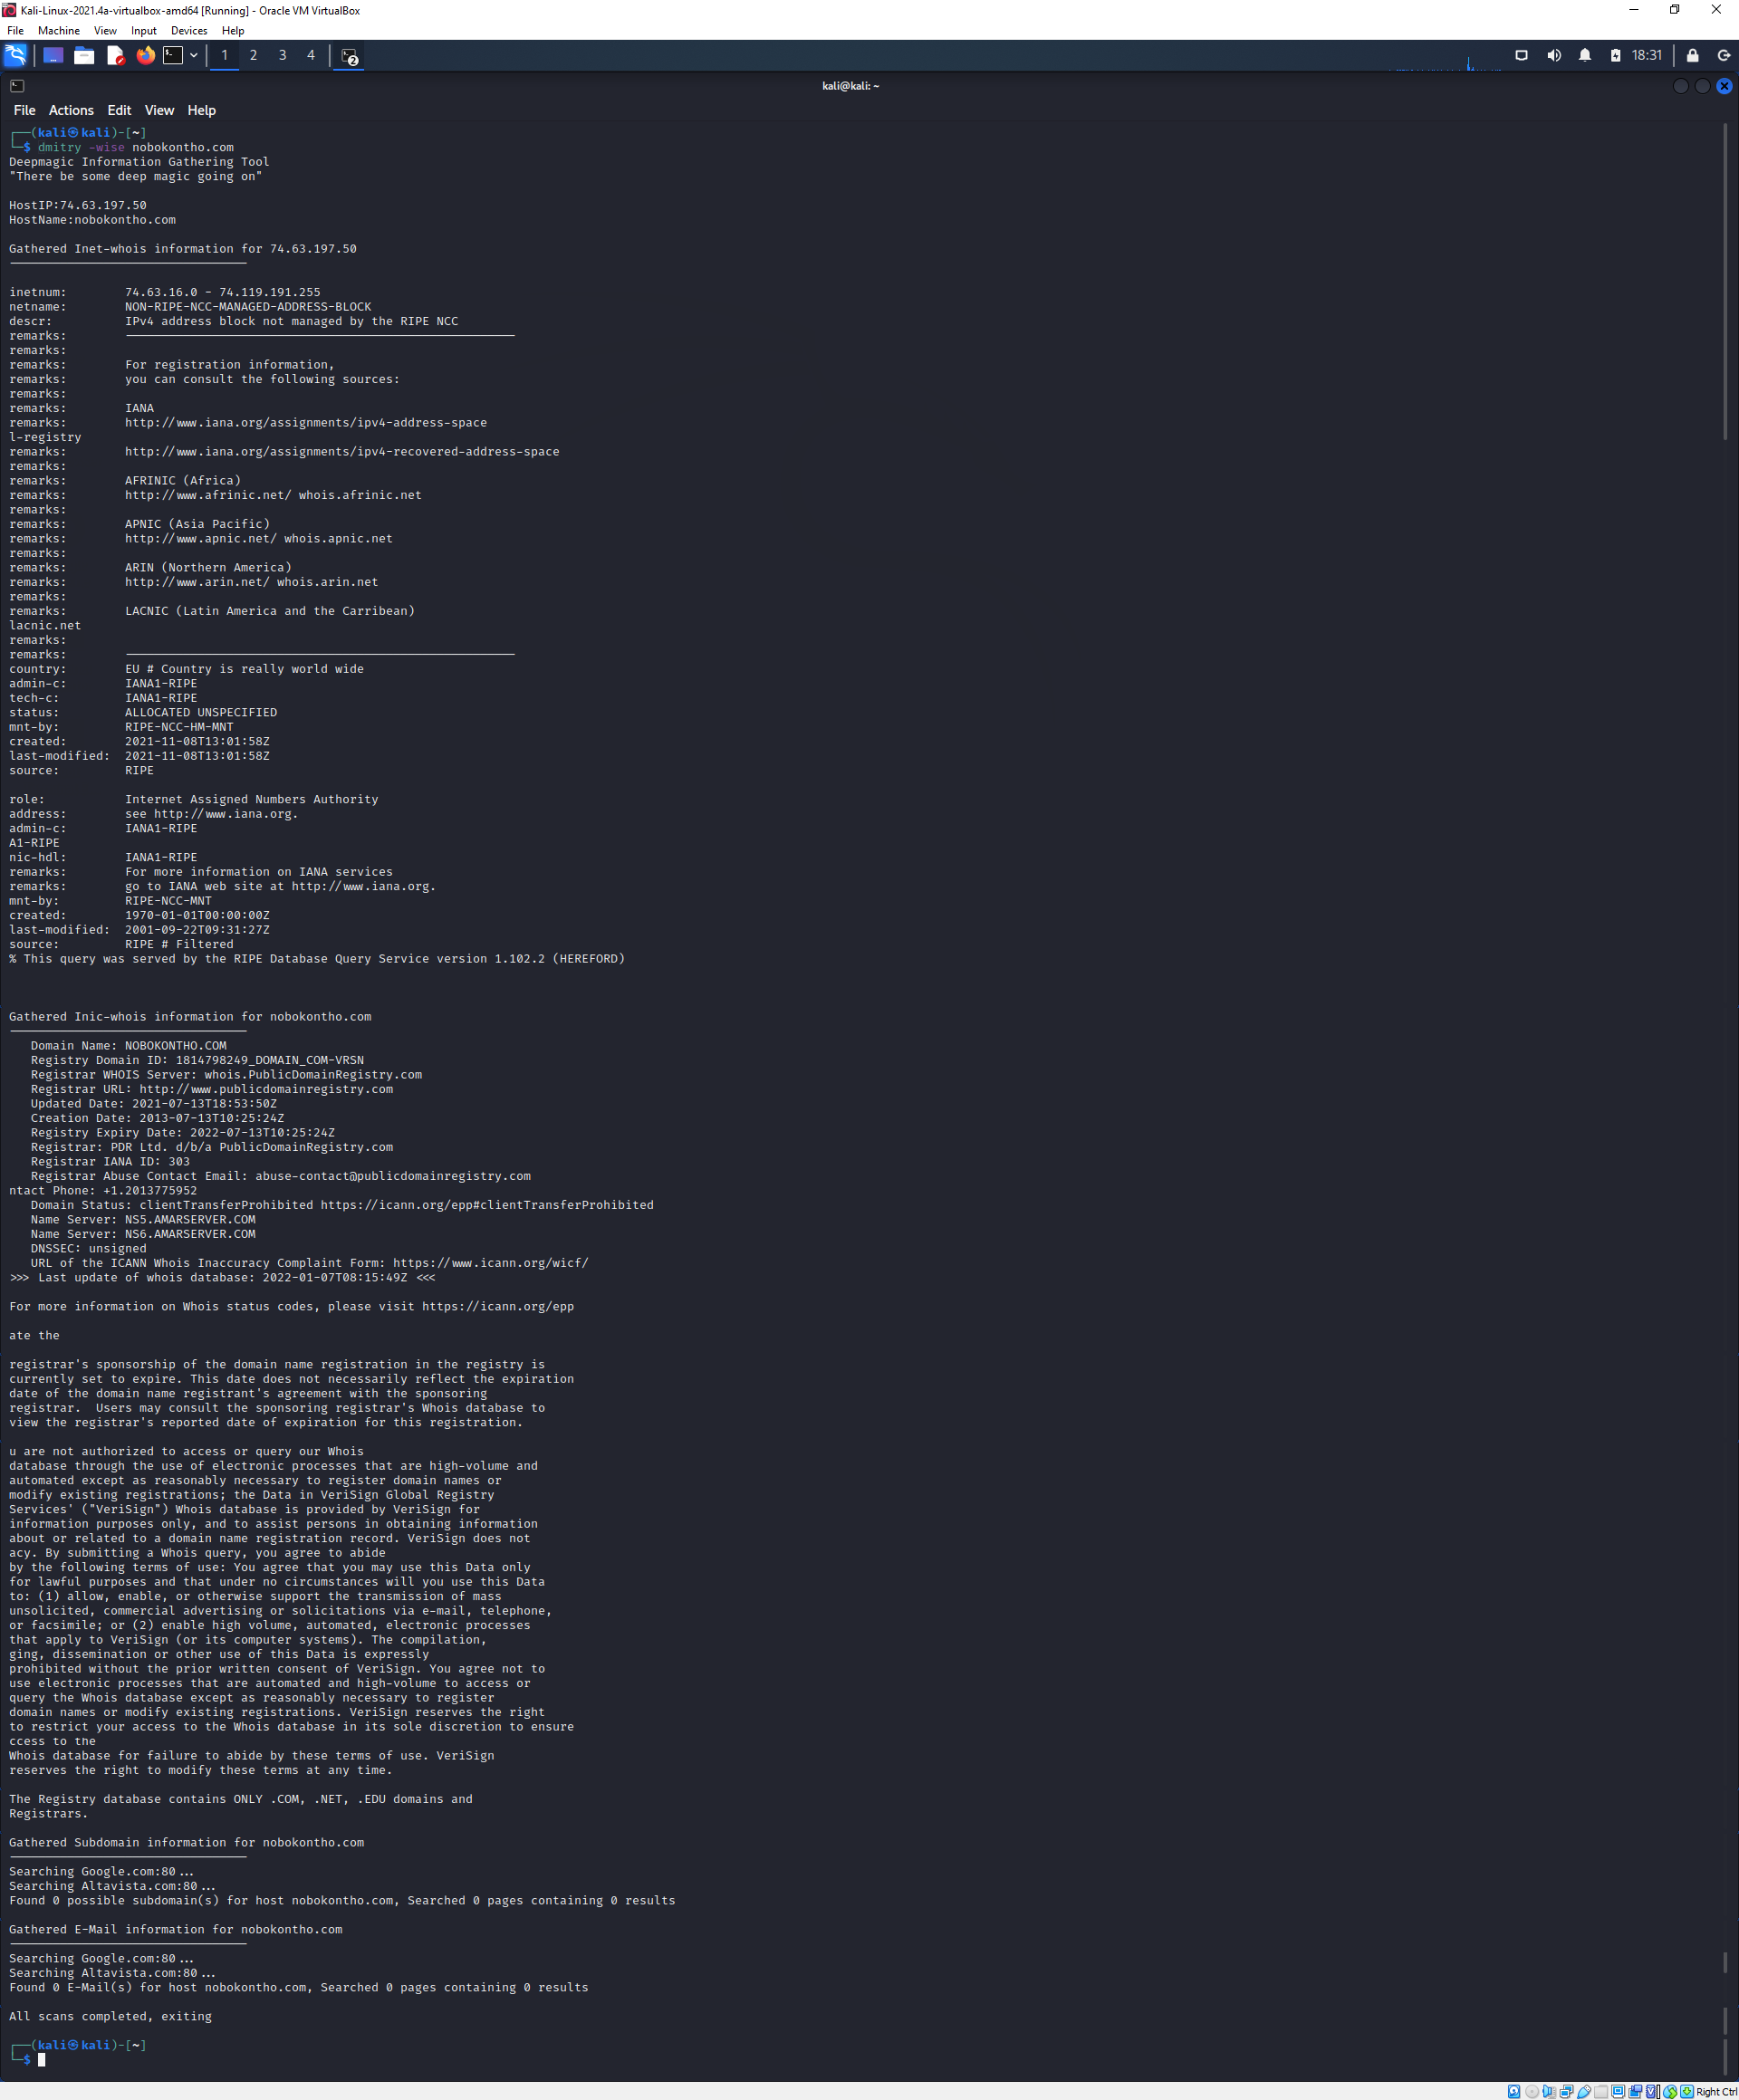 Kali-Linux-2021.4a-virtualbox-amd64 [Running] - Oracle VM VirtualBox
File Machine View Input Devices Help
1 2 3 4 2 18:31
kali@kali: ~
File Actions Edit View Help
┌──(kali㉿kali)-[~]
└─$ dmitry -wise nobokontho.com
Deepmagic Information Gathering Tool
"There be some deep magic going on"
HostIP:74.63.197.50
HostName:nobokontho.com
Gathered Inet-whois information for 74.63.197.50
---------------------------------
inetnum:        74.63.16.0 - 74.119.191.255
netname:        NON-RIPE-NCC-MANAGED-ADDRESS-BLOCK
descr:          IPv4 address block not managed by the RIPE NCC
remarks:        ------------------------------------------------------
remarks:
remarks:        For registration information,
remarks:        you can consult the following sources:
remarks:
remarks:        IANA
remarks:        http://www.iana.org/assignments/ipv4-address-space
l-registry
remarks:        http://www.iana.org/assignments/ipv4-recovered-address-space
remarks:
remarks:        AFRINIC (Africa)
remarks:        http://www.afrinic.net/ whois.afrinic.net
remarks:
remarks:        APNIC (Asia Pacific)
remarks:        http://www.apnic.net/ whois.apnic.net
remarks:
remarks:        ARIN (Northern America)
remarks:        http://www.arin.net/ whois.arin.net
remarks:
remarks:        LACNIC (Latin America and the Carribean)
lacnic.net
remarks:
remarks:        ------------------------------------------------------
country:        EU # Country is really world wide
admin-c:        IANA1-RIPE
tech-c:         IANA1-RIPE
status:         ALLOCATED UNSPECIFIED
mnt-by:         RIPE-NCC-HM-MNT
created:        2021-11-08T13:01:58Z
last-modified:  2021-11-08T13:01:58Z
source:         RIPE
role:           Internet Assigned Numbers Authority
address:        see http://www.iana.org.
admin-c:        IANA1-RIPE
A1-RIPE
nic-hdl:        IANA1-RIPE
remarks:        For more information on IANA services
remarks:        go to IANA web site at http://www.iana.org.
mnt-by:         RIPE-NCC-MNT
created:        1970-01-01T00:00:00Z
last-modified:  2001-09-22T09:31:27Z
source:         RIPE # Filtered
% This query was served by the RIPE Database Query Service version 1.102.2 (HEREFORD)
Gathered Inic-whois information for nobokontho.com
---------------------------------
Domain Name: NOBOKONTHO.COM
Registry Domain ID: 1814798249_DOMAIN_COM-VRSN
Registrar WHOIS Server: whois.PublicDomainRegistry.com
Registrar URL: http://www.publicdomainregistry.com
Updated Date: 2021-07-13T18:53:50Z
Creation Date: 2013-07-13T10:25:24Z
Registry Expiry Date: 2022-07-13T10:25:24Z
Registrar: PDR Ltd. d/b/a PublicDomainRegistry.com
Registrar IANA ID: 303
Registrar Abuse Contact Email: abuse-contact@publicdomainregistry.com
ntact Phone: +1.2013775952
Domain Status: clientTransferProhibited https://icann.org/epp#clientTransferProhibited
Name Server: NS5.AMARSERVER.COM
Name Server: NS6.AMARSERVER.COM
DNSSEC: unsigned
URL of the ICANN Whois Inaccuracy Complaint Form: https://www.icann.org/wicf/
>>> Last update of whois database: 2022-01-07T08:15:49Z <<<
For more information on Whois status codes, please visit https://icann.org/epp
ate the
registrar's sponsorship of the domain name registration in the registry is
currently set to expire. This date does not necessarily reflect the expiration
date of the domain name registrant's agreement with the sponsoring
registrar.  Users may consult the sponsoring registrar's Whois database to
view the registrar's reported date of expiration for this registration.
u are not authorized to access or query our Whois
database through the use of electronic processes that are high-volume and
automated except as reasonably necessary to register domain names or
modify existing registrations; the Data in VeriSign Global Registry
Services' ("VeriSign") Whois database is provided by VeriSign for
information purposes only, and to assist persons in obtaining information
about or related to a domain name registration record. VeriSign does not
acy. By submitting a Whois query, you agree to abide
by the following terms of use: You agree that you may use this Data only
for lawful purposes and that under no circumstances will you use this Data
to: (1) allow, enable, or otherwise support the transmission of mass
unsolicited, commercial advertising or solicitations via e-mail, telephone,
or facsimile; or (2) enable high volume, automated, electronic processes
that apply to VeriSign (or its computer systems). The compilation,
ging, dissemination or other use of this Data is expressly
prohibited without the prior written consent of VeriSign. You agree not to
use electronic processes that are automated and high-volume to access or
query the Whois database except as reasonably necessary to register
domain names or modify existing registrations. VeriSign reserves the right
to restrict your access to the Whois database in its sole discretion to ensure
ccess to the
Whois database for failure to abide by these terms of use. VeriSign
reserves the right to modify these terms at any time.
The Registry database contains ONLY .COM, .NET, .EDU domains and
Registrars.
Gathered Subdomain information for nobokontho.com
---------------------------------
Searching Google.com:80...
Searching Altavista.com:80...
Found 0 possible subdomain(s) for host nobokontho.com, Searched 0 pages containing 0 results
Gathered E-Mail information for nobokontho.com
---------------------------------
Searching Google.com:80...
Searching Altavista.com:80...
Found 0 E-Mail(s) for host nobokontho.com, Searched 0 pages containing 0 results
All scans completed, exiting
┌──(kali㉿kali)-[~]
└─$
Right Ctrl